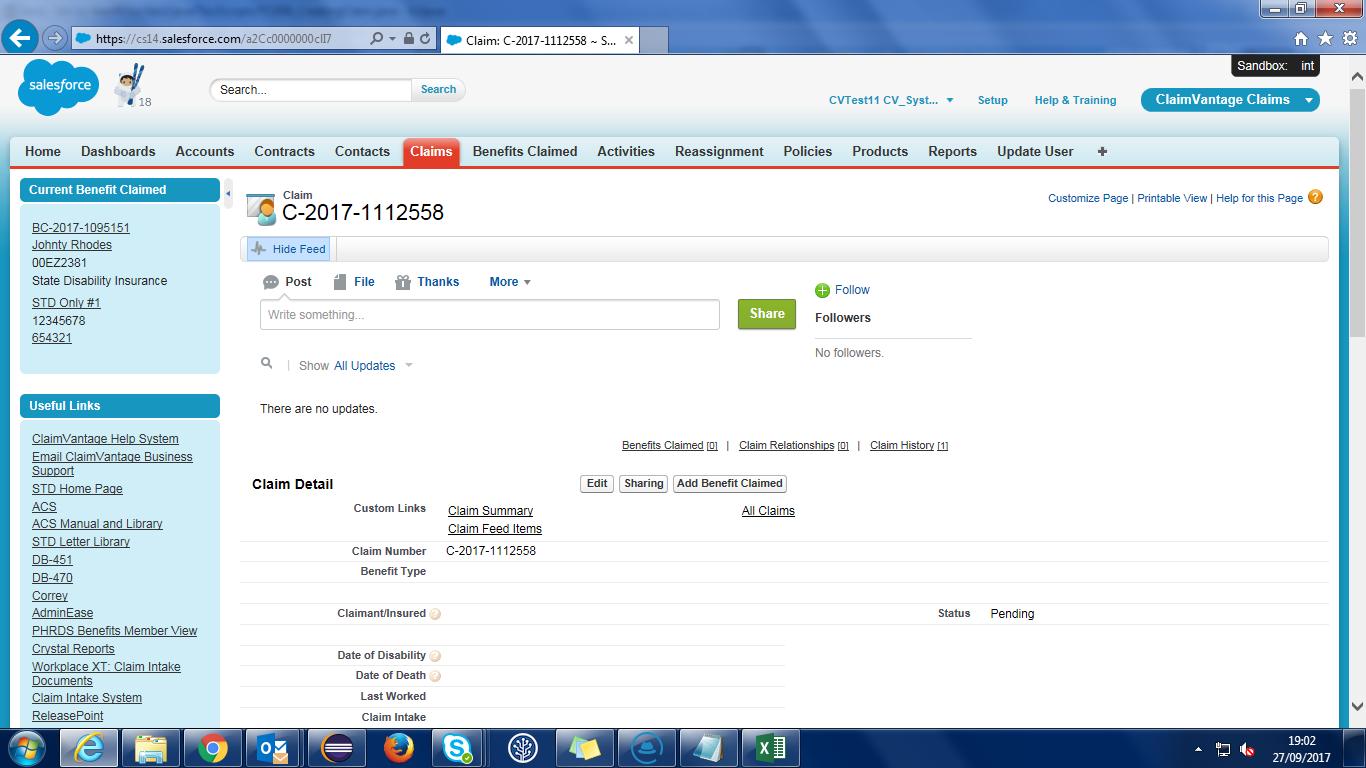 https://cs14.salesforce.com/a2Cc0000000cII7
Claim: C-2017-1112558 ~ S...
Sandbox: int
salesforce
18
Search...
Search
CVTest11 CV_Syst...
Setup
Help & Training
ClaimVantage Claims
Home Dashboards Accounts Contracts Contacts Claims Benefits Claimed Activities Reassignment Policies Products Reports Update User +
Current Benefit Claimed
BC-2017-1095151
Johnty Rhodes
00EZ2381
State Disability Insurance
STD Only #1
12345678
654321
Useful Links
ClaimVantage Help System
Email ClaimVantage Business
Support
STD Home Page
ACS
ACS Manual and Library
STD Letter Library
DB-451
DB-470
Correy
AdminEase
PHRDS Benefits Member View
Crystal Reports
Workplace XT: Claim Intake
Documents
Claim Intake System
ReleasePoint
Claim
C-2017-1112558
Customize Page | Printable View | Help for this Page
Hide Feed
Post File Thanks More
Write something...
Share
Follow
Followers
No followers.
Show All Updates
There are no updates.
Benefits Claimed [0] | Claim Relationships [0] | Claim History [1]
Claim Detail
Edit Sharing Add Benefit Claimed
Custom Links Claim Summary All Claims
Claim Feed Items
Claim Number C-2017-1112558
Benefit Type
Claimant/Insured Status Pending
Date of Disability
Date of Death
Last Worked
Claim Intake
19:02
27/09/2017